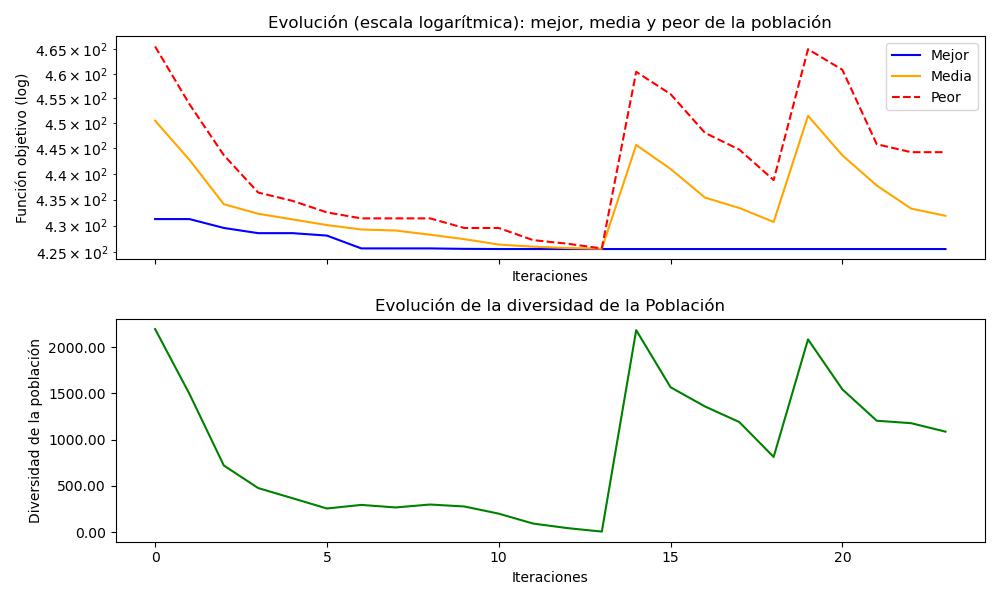 Evolución (escala logarítmica): mejor, media y peor de la población
Función objetivo (log)
4.65 × 10²
4.6 × 10²
4.55 × 10²
4.5 × 10²
4.45 × 10²
4.4 × 10²
4.35 × 10²
4.3 × 10²
4.25 × 10²
Mejor
Media
Peor
Iteraciones
Evolución de la diversidad de la Población
Diversidad de la población
2000.00
1500.00
1000.00
500.00
0.00
0 5 10 15 20
Iteraciones